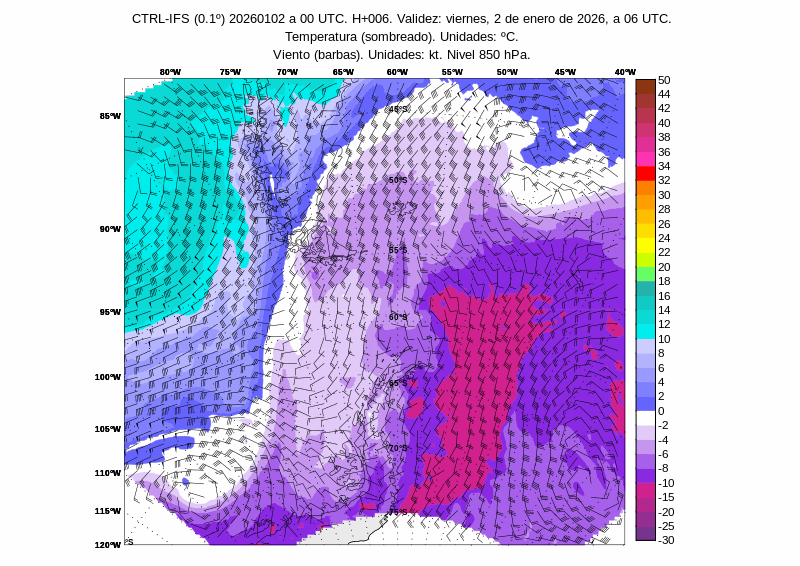 CTRL-IFS (0.1º) 20260102 a 00 UTC. H+006. Validez: viernes, 2 de enero de 2026, a 06 UTC.
Temperatura (sombreado). Unidades: ºC.
Viento (barbas). Unidades: kt. Nivel 850 hPa.
80°W 75°W 70°W 65°W 60°W 55°W 50°W 45°W 40°W
50
44
45°S
42
85°W
40
38
36
34
50°S
32
30
28
90°W
26
55°S
24
22
20
18
16
95°W
60°S
14
12
10
8
6
100°W
65°S
4
2
0
105°W
-2
-4
70°S
-6
110°W
-8
-10
-15
115°W
75°S
-20
-25
120°W
°S
-30